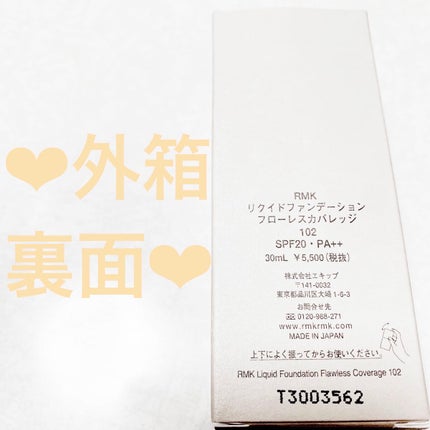 ❤外箱
裏面❤
RMK
リクイドファンデーション
フローレスカバレッジ
102
SPF20・PA++
30mL ¥5,500(税抜)
株式会社エキップ
〒141-0032
東京都品川区大崎 1-6-3
お問合せ先
0120-988-271
www.rmkrmk.com
MADE IN JAPAN
上下によく振ってからお使いください。
RMK Liquid Foundation Flawless Coverage 102
T3003562